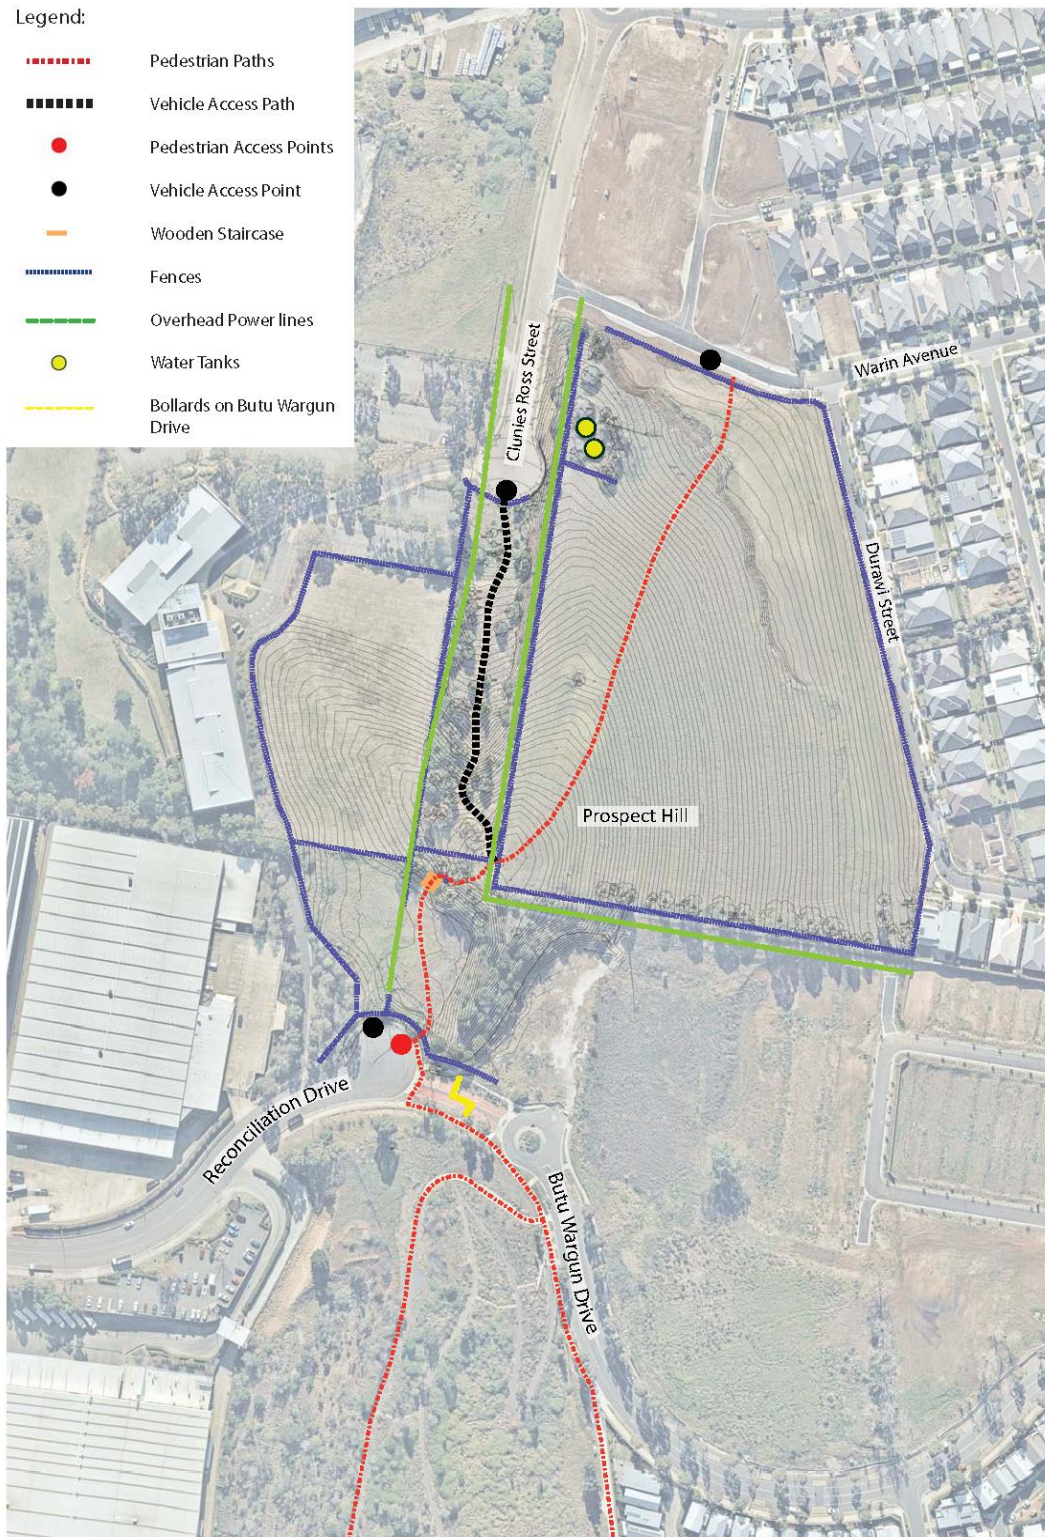 Legend:
Pedestrian Paths
Vehicle Access Path
Pedestrian Access Points
Vehicle Access Point
Wooden Staircase
Fences
Overhead Power lines
Water Tanks
Bollards on Butu Wargun
Drive
Clunies Ross Street
Warin Avenue
Durawi Street
Prospect Hill
Reconciliation Drive
Butu Wargun Drive